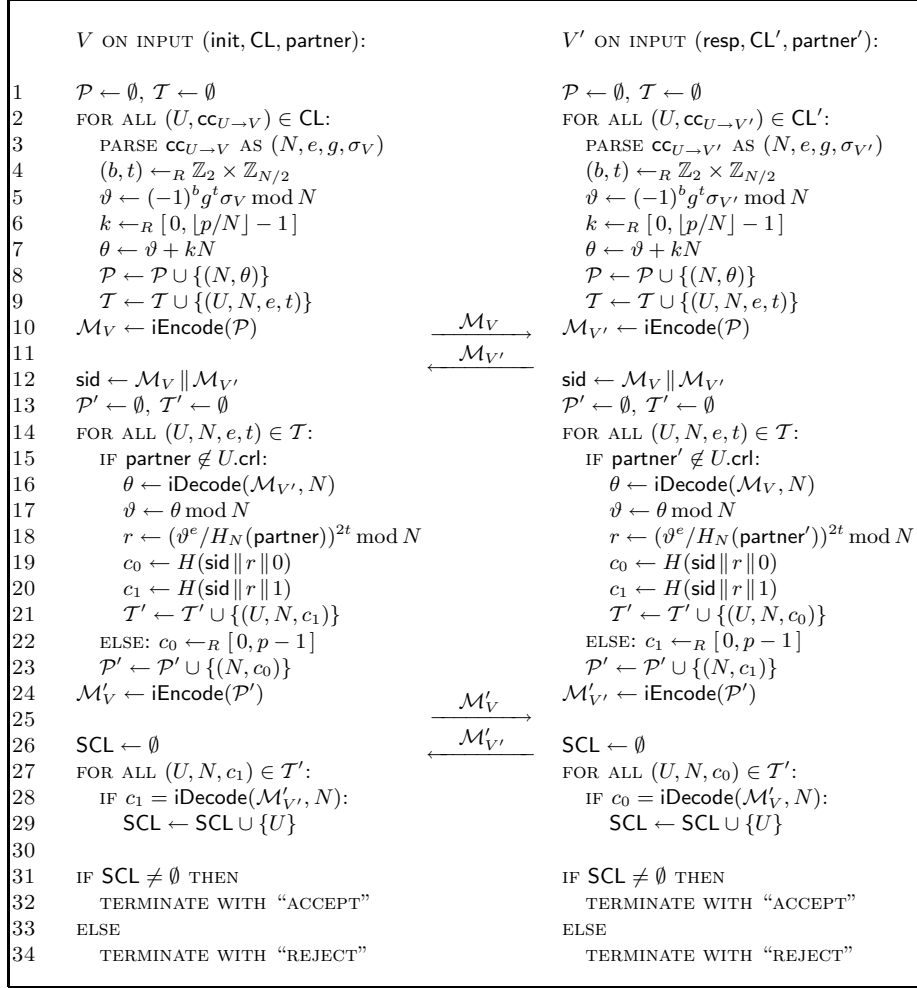 V ON INPUT (init, CL, partner): V′ ON INPUT (resp, CL′, partner′):
1 𝒫 ← ∅, 𝒯 ← ∅ 𝒫 ← ∅, 𝒯 ← ∅
2 FOR ALL (U, cc_{U→V}) ∈ CL: FOR ALL (U, cc_{U→V′}) ∈ CL′:
3 PARSE cc_{U→V} AS (N, e, g, σ_V) PARSE cc_{U→V′} AS (N, e, g, σ_{V′})
4 (b, t) ←_R ℤ_2 × ℤ_{N/2} (b, t) ←_R ℤ_2 × ℤ_{N/2}
5 ϑ ← (−1)^b g^t σ_V mod N ϑ ← (−1)^b g^t σ_{V′} mod N
6 k ←_R [0, ⌊p/N⌋ − 1] k ←_R [0, ⌊p/N⌋ − 1]
7 θ ← ϑ + kN θ ← ϑ + kN
8 𝒫 ← 𝒫 ∪ {(N, θ)} 𝒫 ← 𝒫 ∪ {(N, θ)}
9 𝒯 ← 𝒯 ∪ {(U, N, e, t)} 𝒯 ← 𝒯 ∪ {(U, N, e, t)}
10 ℳ_V ← iEncode(𝒫) ℳ_V ℳ_{V′} ← iEncode(𝒫)
11 ℳ_{V′}
12 sid ← ℳ_V ∥ ℳ_{V′} sid ← ℳ_V ∥ ℳ_{V′}
13 𝒫′ ← ∅, 𝒯′ ← ∅ 𝒫′ ← ∅, 𝒯′ ← ∅
14 FOR ALL (U, N, e, t) ∈ 𝒯: FOR ALL (U, N, e, t) ∈ 𝒯:
15 IF partner ∉ U.crl: IF partner′ ∉ U.crl:
16 θ ← iDecode(ℳ_{V′}, N) θ ← iDecode(ℳ_V, N)
17 ϑ ← θ mod N ϑ ← θ mod N
18 r ← (ϑ^e/H_N(partner))^{2t} mod N r ← (ϑ^e/H_N(partner′))^{2t} mod N
19 c_0 ← H(sid ∥ r ∥ 0) c_0 ← H(sid ∥ r ∥ 0)
20 c_1 ← H(sid ∥ r ∥ 1) c_1 ← H(sid ∥ r ∥ 1)
21 𝒯′ ← 𝒯′ ∪ {(U, N, c_1)} 𝒯′ ← 𝒯′ ∪ {(U, N, c_0)}
22 ELSE: c_0 ←_R [0, p − 1] ELSE: c_1 ←_R [0, p − 1]
23 𝒫′ ← 𝒫′ ∪ {(N, c_0)} 𝒫′ ← 𝒫′ ∪ {(N, c_1)}
24 ℳ′_V ← iEncode(𝒫′) ℳ′_{V′} ← iEncode(𝒫′)
25 ℳ′_V
26 SCL ← ∅ ℳ′_{V′} SCL ← ∅
27 FOR ALL (U, N, c_1) ∈ 𝒯′: FOR ALL (U, N, c_0) ∈ 𝒯′:
28 IF c_1 = iDecode(ℳ′_{V′}, N): IF c_0 = iDecode(ℳ′_V, N):
29 SCL ← SCL ∪ {U} SCL ← SCL ∪ {U}
30
31 IF SCL ≠ ∅ THEN IF SCL ≠ ∅ THEN
32 TERMINATE WITH “ACCEPT” TERMINATE WITH “ACCEPT”
33 ELSE ELSE
34 TERMINATE WITH “REJECT” TERMINATE WITH “REJECT”